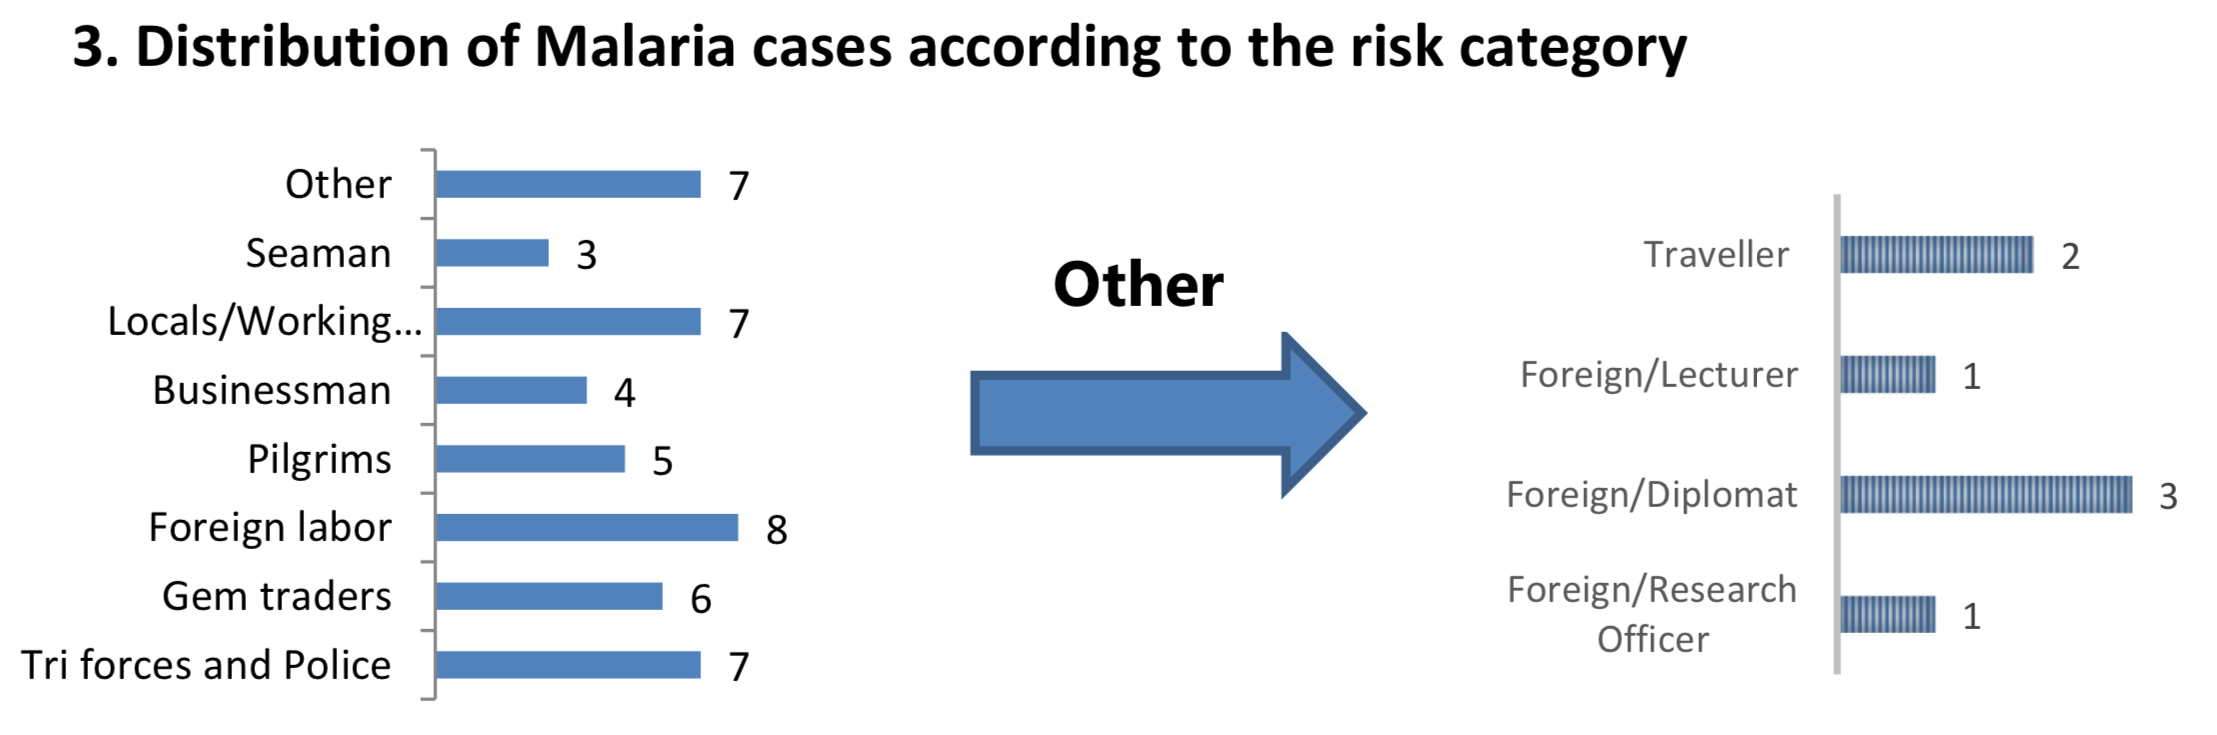 3. Distribution of Malaria cases according to the risk category
Other 7
Seaman 3
Locals/Working... 7
Businessman 4
Pilgrims 5
Foreign labor 8
Gem traders 6
Tri forces and Police 7
Other
Traveller 2
Foreign/Lecturer 1
Foreign/Diplomat 3
Foreign/Research
Officer 1